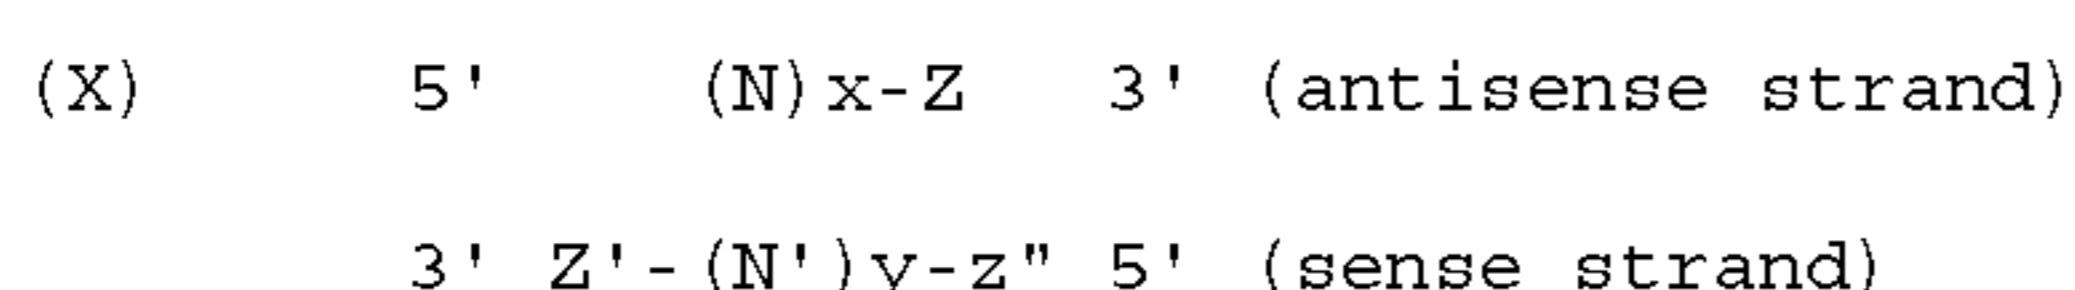 (X) 5' (N)x-Z 3' (antisense strand)
3' Z'-(N')y-z" 5' (sense strand)